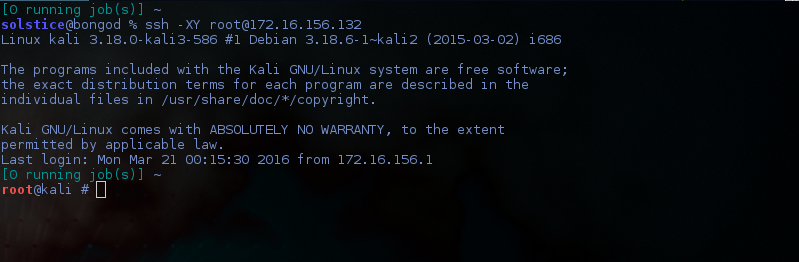 [0 running job(s)] ~
solstice@bongod % ssh -XY root@172.16.156.132
Linux kali 3.18.0-kali3-586 #1 Debian 3.18.6-1~kali2 (2015-03-02) i686
The programs included with the Kali GNU/Linux system are free software;
the exact distribution terms for each program are described in the
individual files in /usr/share/doc/*/copyright.
Kali GNU/Linux comes with ABSOLUTELY NO WARRANTY, to the extent
permitted by applicable law.
Last login: Mon Mar 21 00:15:30 2016 from 172.16.156.1
[0 running job(s)] ~
root@kali #